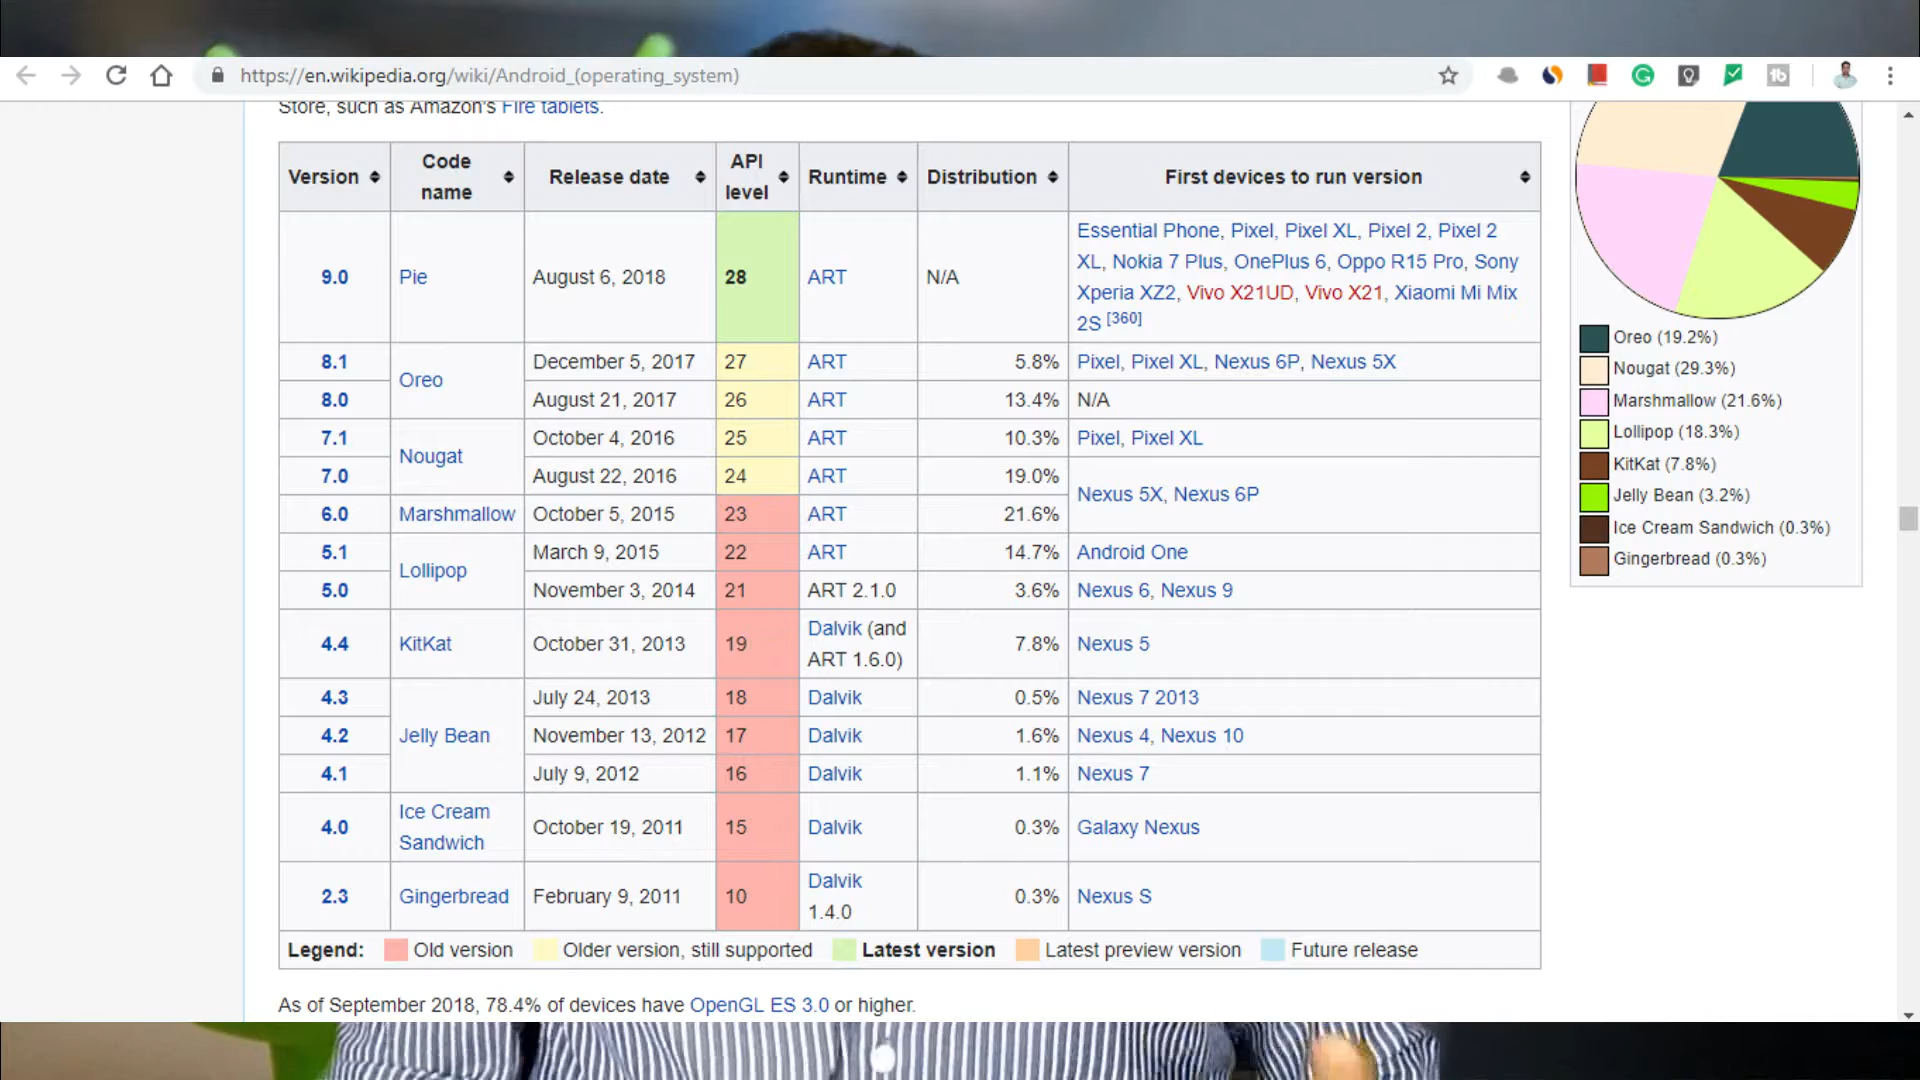 https://en.wikipedia.org/wiki/Android_(operating_system)
Store, such as Amazon's Fire tablets.
Version Code name Release date API level Runtime Distribution First devices to run version
9.0 Pie August 6, 2018 28 ART N/A Essential Phone, Pixel, Pixel XL, Pixel 2, Pixel 2
XL, Nokia 7 Plus, OnePlus 6, Oppo R15 Pro, Sony
Xperia XZ2, Vivo X21UD, Vivo X21, Xiaomi Mi Mix
2S [360]
8.1 Oreo December 5, 2017 27 ART 5.8% Pixel, Pixel XL, Nexus 6P, Nexus 5X
8.0 August 21, 2017 26 ART 13.4% N/A
7.1 Nougat October 4, 2016 25 ART 10.3% Pixel, Pixel XL
7.0 August 22, 2016 24 ART 19.0% Nexus 5X, Nexus 6P
6.0 Marshmallow October 5, 2015 23 ART 21.6%
5.1 Lollipop March 9, 2015 22 ART 14.7% Android One
5.0 November 3, 2014 21 ART 2.1.0 3.6% Nexus 6, Nexus 9
4.4 KitKat October 31, 2013 19 Dalvik (and ART 1.6.0) 7.8% Nexus 5
4.3 Jelly Bean July 24, 2013 18 Dalvik 0.5% Nexus 7 2013
4.2 November 13, 2012 17 Dalvik 1.6% Nexus 4, Nexus 10
4.1 July 9, 2012 16 Dalvik 1.1% Nexus 7
4.0 Ice Cream Sandwich October 19, 2011 15 Dalvik 0.3% Galaxy Nexus
2.3 Gingerbread February 9, 2011 10 Dalvik 1.4.0 0.3% Nexus S
Legend: Old version Older version, still supported Latest version Latest preview version Future release
As of September 2018, 78.4% of devices have OpenGL ES 3.0 or higher.
Oreo (19.2%)
Nougat (29.3%)
Marshmallow (21.6%)
Lollipop (18.3%)
KitKat (7.8%)
Jelly Bean (3.2%)
Ice Cream Sandwich (0.3%)
Gingerbread (0.3%)